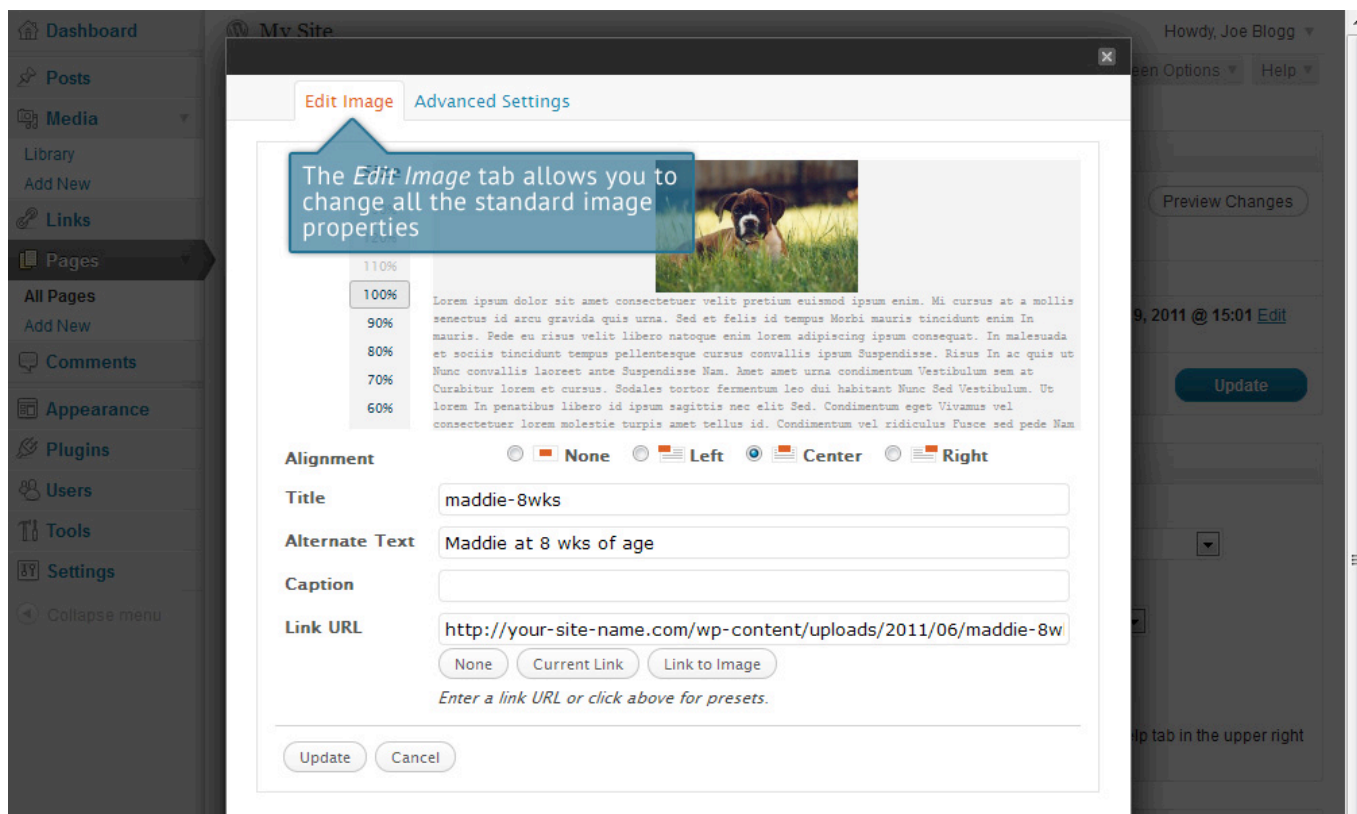 Dashboard
My Site
Howdy, Joe Blogg
Posts
een Options
Help
Media
Library
Add New
Links
Pages
All Pages
Add New
Comments
Appearance
Plugins
Users
Tools
Settings
Collapse menu
Edit Image
Advanced Settings
The Edit Image tab allows you to
change all the standard image
properties
120%
110%
100%
90%
80%
70%
60%
Lorem ipsum dolor sit amet consectetuer velit pretium euismod ipsum enim. Mi cursus at a mollis
senectus id arcu gravida quis urna. Sed et felis id tempus Morbi mauris tincidunt enim In
mauris. Pede eu risus velit libero natoque enim lorem adipiscing ipsum consequat. In malesuada
et sociis tincidunt tempus pellentesque cursus convallis ipsum Suspendisse. Risus In ac quis ut
Nunc convallis laoreet ante Suspendisse Nam. Amet amet urna condimentum Vestibulum sem at
Curabitur lorem et cursus. Sodales tortor fermentum leo dui habitant Nunc Sed Vestibulum. Ut
lorem In penatibus libero id ipsum sagittis nec elit Sed. Condimentum eget Vivamus vel
consectetuer lorem molestie turpis amet tellus id. Condimentum vel ridiculus Fusce sed pede Nam
Alignment
None
Left
Center
Right
Title
maddie-8wks
Alternate Text
Maddie at 8 wks of age
Caption
Link URL
http://your-site-name.com/wp-content/uploads/2011/06/maddie-8w
None
Current Link
Link to Image
Enter a link URL or click above for presets.
Update
Cancel
Preview Changes
9, 2011 @ 15:01 Edit
Update
lp tab in the upper right